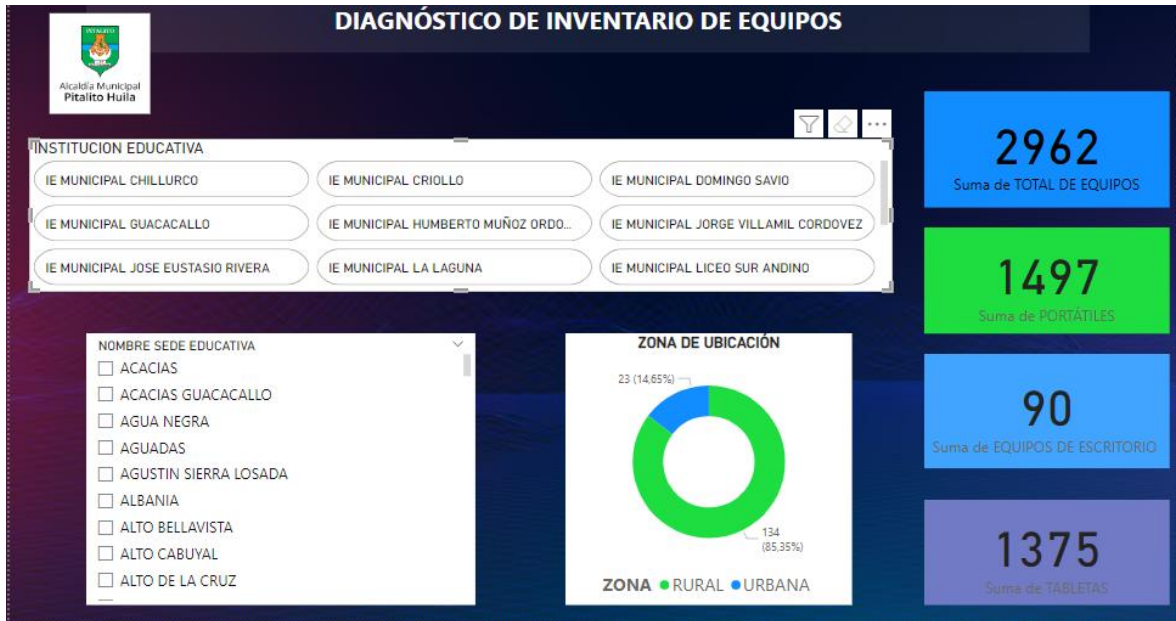 DIAGNÓSTICO DE INVENTARIO DE EQUIPOS
PITALITO
Alcaldía Municipal
Pitalito Huila
INSTITUCION EDUCATIVA
IE MUNICIPAL CHILLURCO
IE MUNICIPAL CRIOLLO
IE MUNICIPAL DOMINGO SAVIO
IE MUNICIPAL GUACACALLO
IE MUNICIPAL HUMBERTO MUÑOZ ORDO...
IE MUNICIPAL JORGE VILLAMIL CORDOVEZ
IE MUNICIPAL JOSE EUSTASIO RIVERA
IE MUNICIPAL LA LAGUNA
IE MUNICIPAL LICEO SUR ANDINO
2962
Suma de TOTAL DE EQUIPOS
1497
Suma de PORTÁTILES
90
Suma de EQUIPOS DE ESCRITORIO
1375
Suma de TABLETAS
NOMBRE SEDE EDUCATIVA
ACACIAS
ACACIAS GUACACALLO
AGUA NEGRA
AGUADAS
AGUSTIN SIERRA LOSADA
ALBANIA
ALTO BELLAVISTA
ALTO CABUYAL
ALTO DE LA CRUZ
ZONA DE UBICACIÓN
23 (14,65%)
134
(85,35%)
ZONA RURAL URBANA